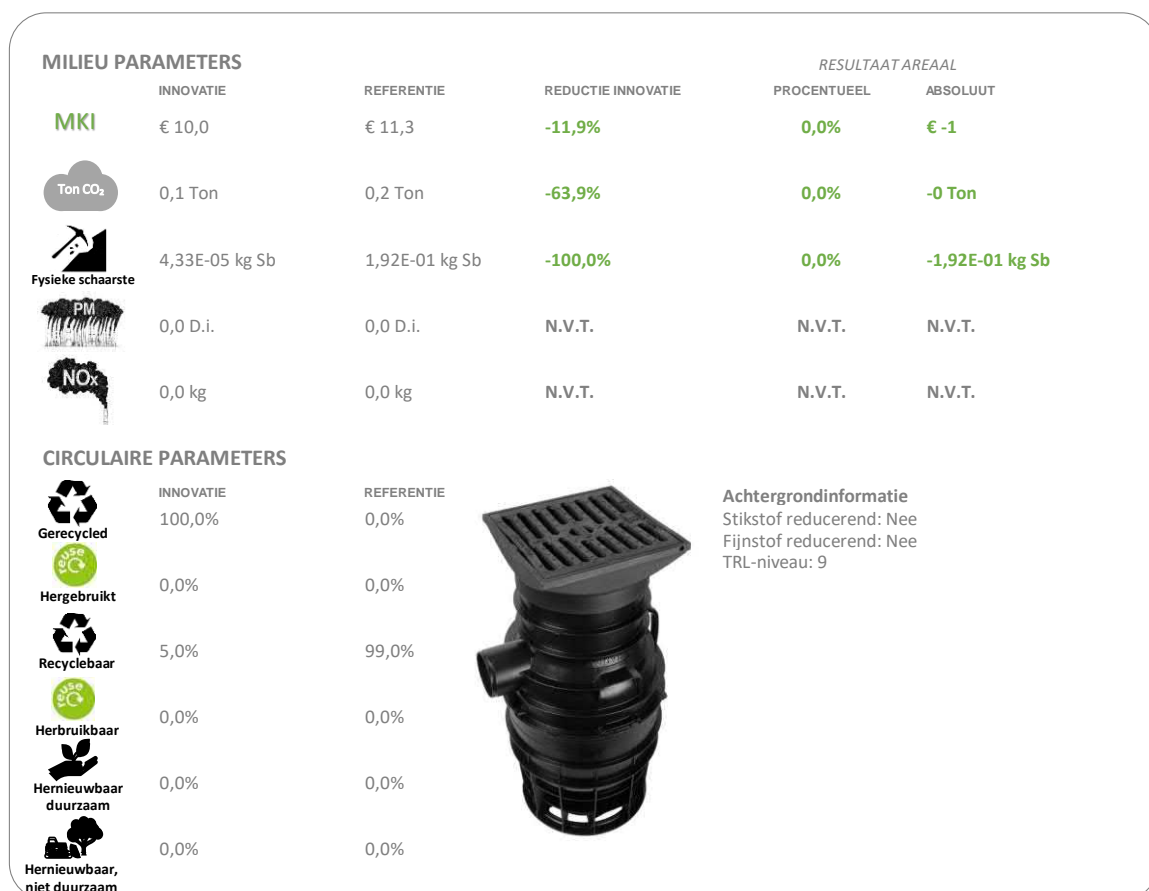 MILIEU PARAMETERS
RESULTAAT AREAAL
INNOVATIE REFERENTIE REDUCTIE INNOVATIE PROCENTUEEL ABSOLUUT
MKI € 10,0 € 11,3 -11,9% 0,0% € -1
Ton CO₂ 0,1 Ton 0,2 Ton -63,9% 0,0% -0 Ton
4,33E-05 kg Sb 1,92E-01 kg Sb -100,0% 0,0% -1,92E-01 kg Sb
Fysieke schaarste
PM 0,0 D.i. 0,0 D.i. N.V.T. N.V.T. N.V.T.
NOx 0,0 kg 0,0 kg N.V.T. N.V.T. N.V.T.
CIRCULAIRE PARAMETERS
INNOVATIE REFERENTIE
100,0% 0,0%
Gerecycled
reuse
0,0% 0,0%
Hergebruikt
5,0% 99,0%
Recyclebaar
reuse
0,0% 0,0%
Herbruikbaar
0,0% 0,0%
Hernieuwbaar
duurzaam
0,0% 0,0%
Hernieuwbaar,
niet duurzaam
Achtergrondinformatie
Stikstof reducerend: Nee
Fijnstof reducerend: Nee
TRL-niveau: 9